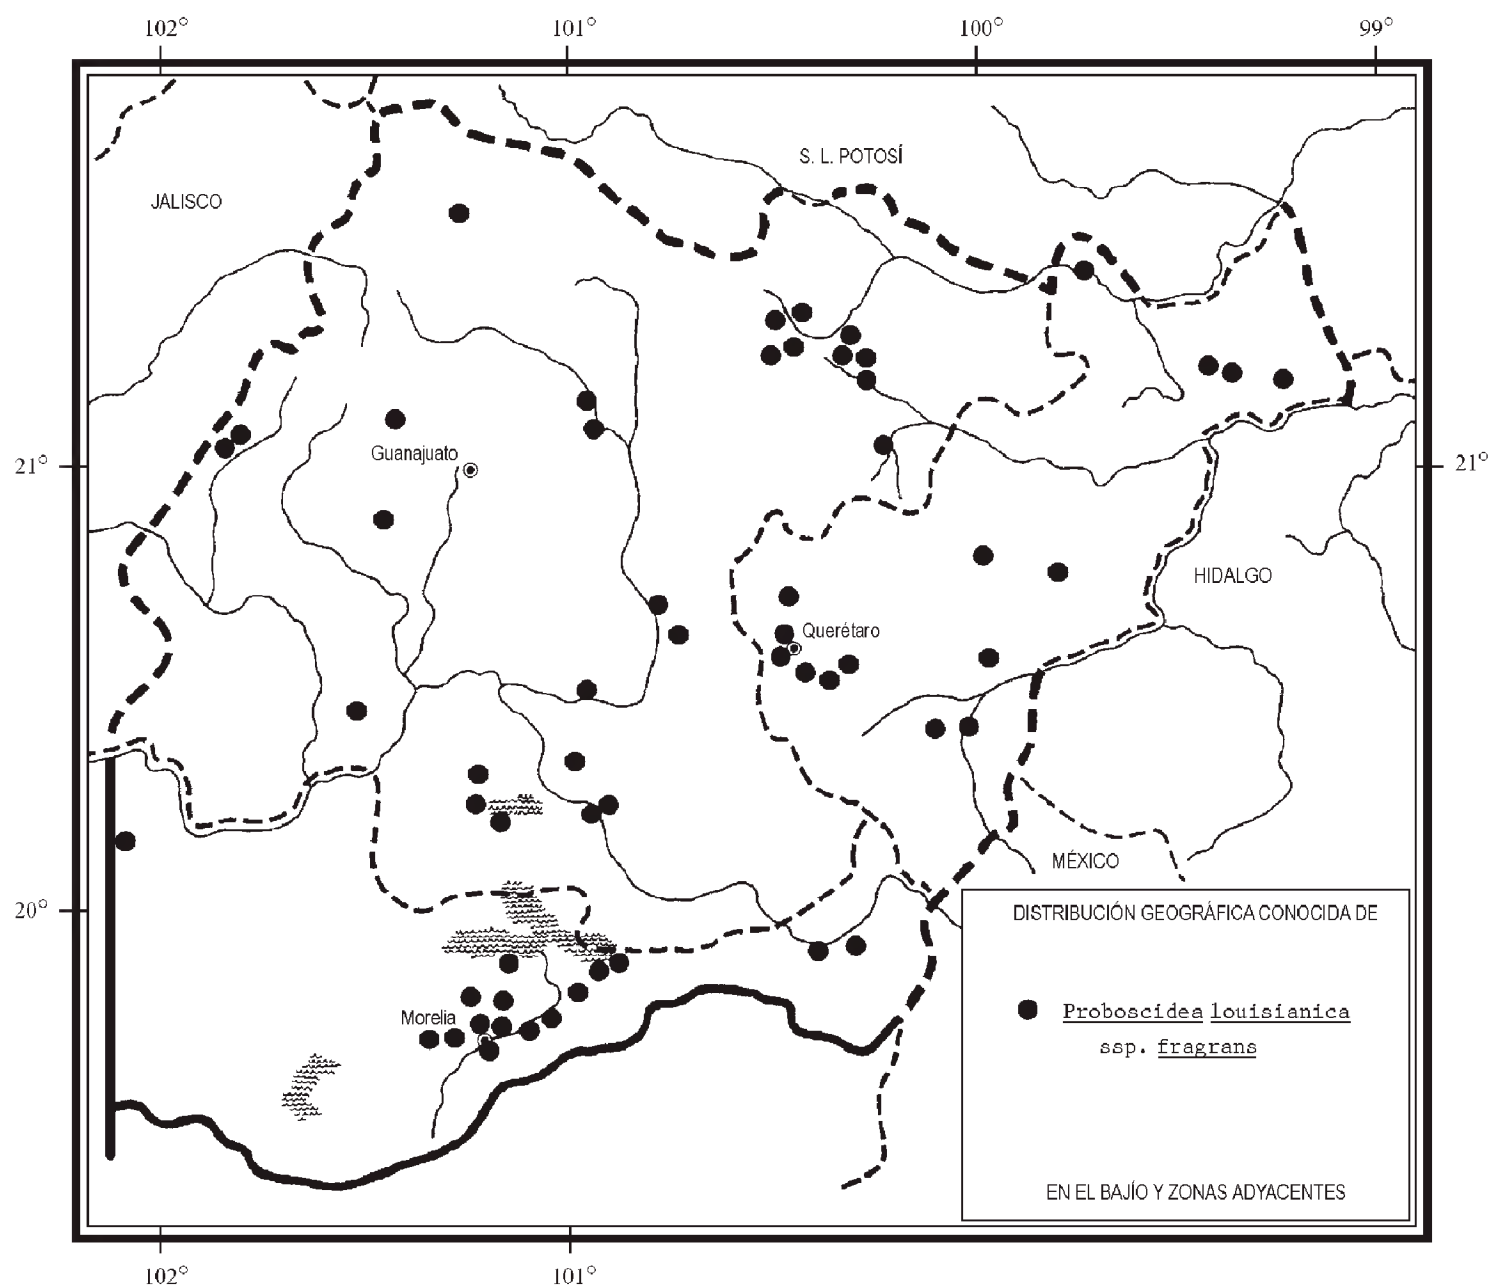 102° 101° 100° 99°
S. L. POTOSÍ
JALISCO
Guanajuato
21° 21°
HIDALGO
Querétaro
MÉXICO
20°
DISTRIBUCIÓN GEOGRÁFICA CONOCIDA DE
Proboscidea louisianica
ssp. fragrans
Morelia
EN EL BAJÍO Y ZONAS ADYACENTES
102° 101°